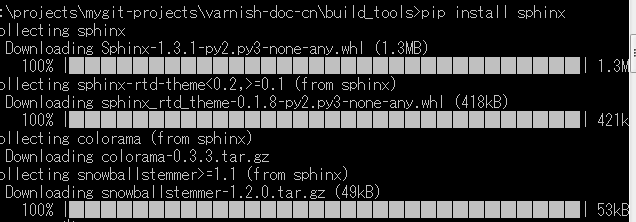 :\projects\mygit-projects\varnish-doc-cn\build_tools>pip install sphinx
ollecting sphinx
Downloading Sphinx-1.3.1-py2.py3-none-any.whl (1.3MB)
100% | | 1.3M
ollecting sphinx-rtd-theme<0.2,>=0.1 (from sphinx)
Downloading sphinx_rtd_theme-0.1.8-py2.py3-none-any.whl (418kB)
100% | | 421k
ollecting colorama (from sphinx)
Downloading colorama-0.3.3.tar.gz
ollecting snowballstemmer>=1.1 (from sphinx)
Downloading snowballstemmer-1.2.0.tar.gz (49kB)
100% | | 53kB